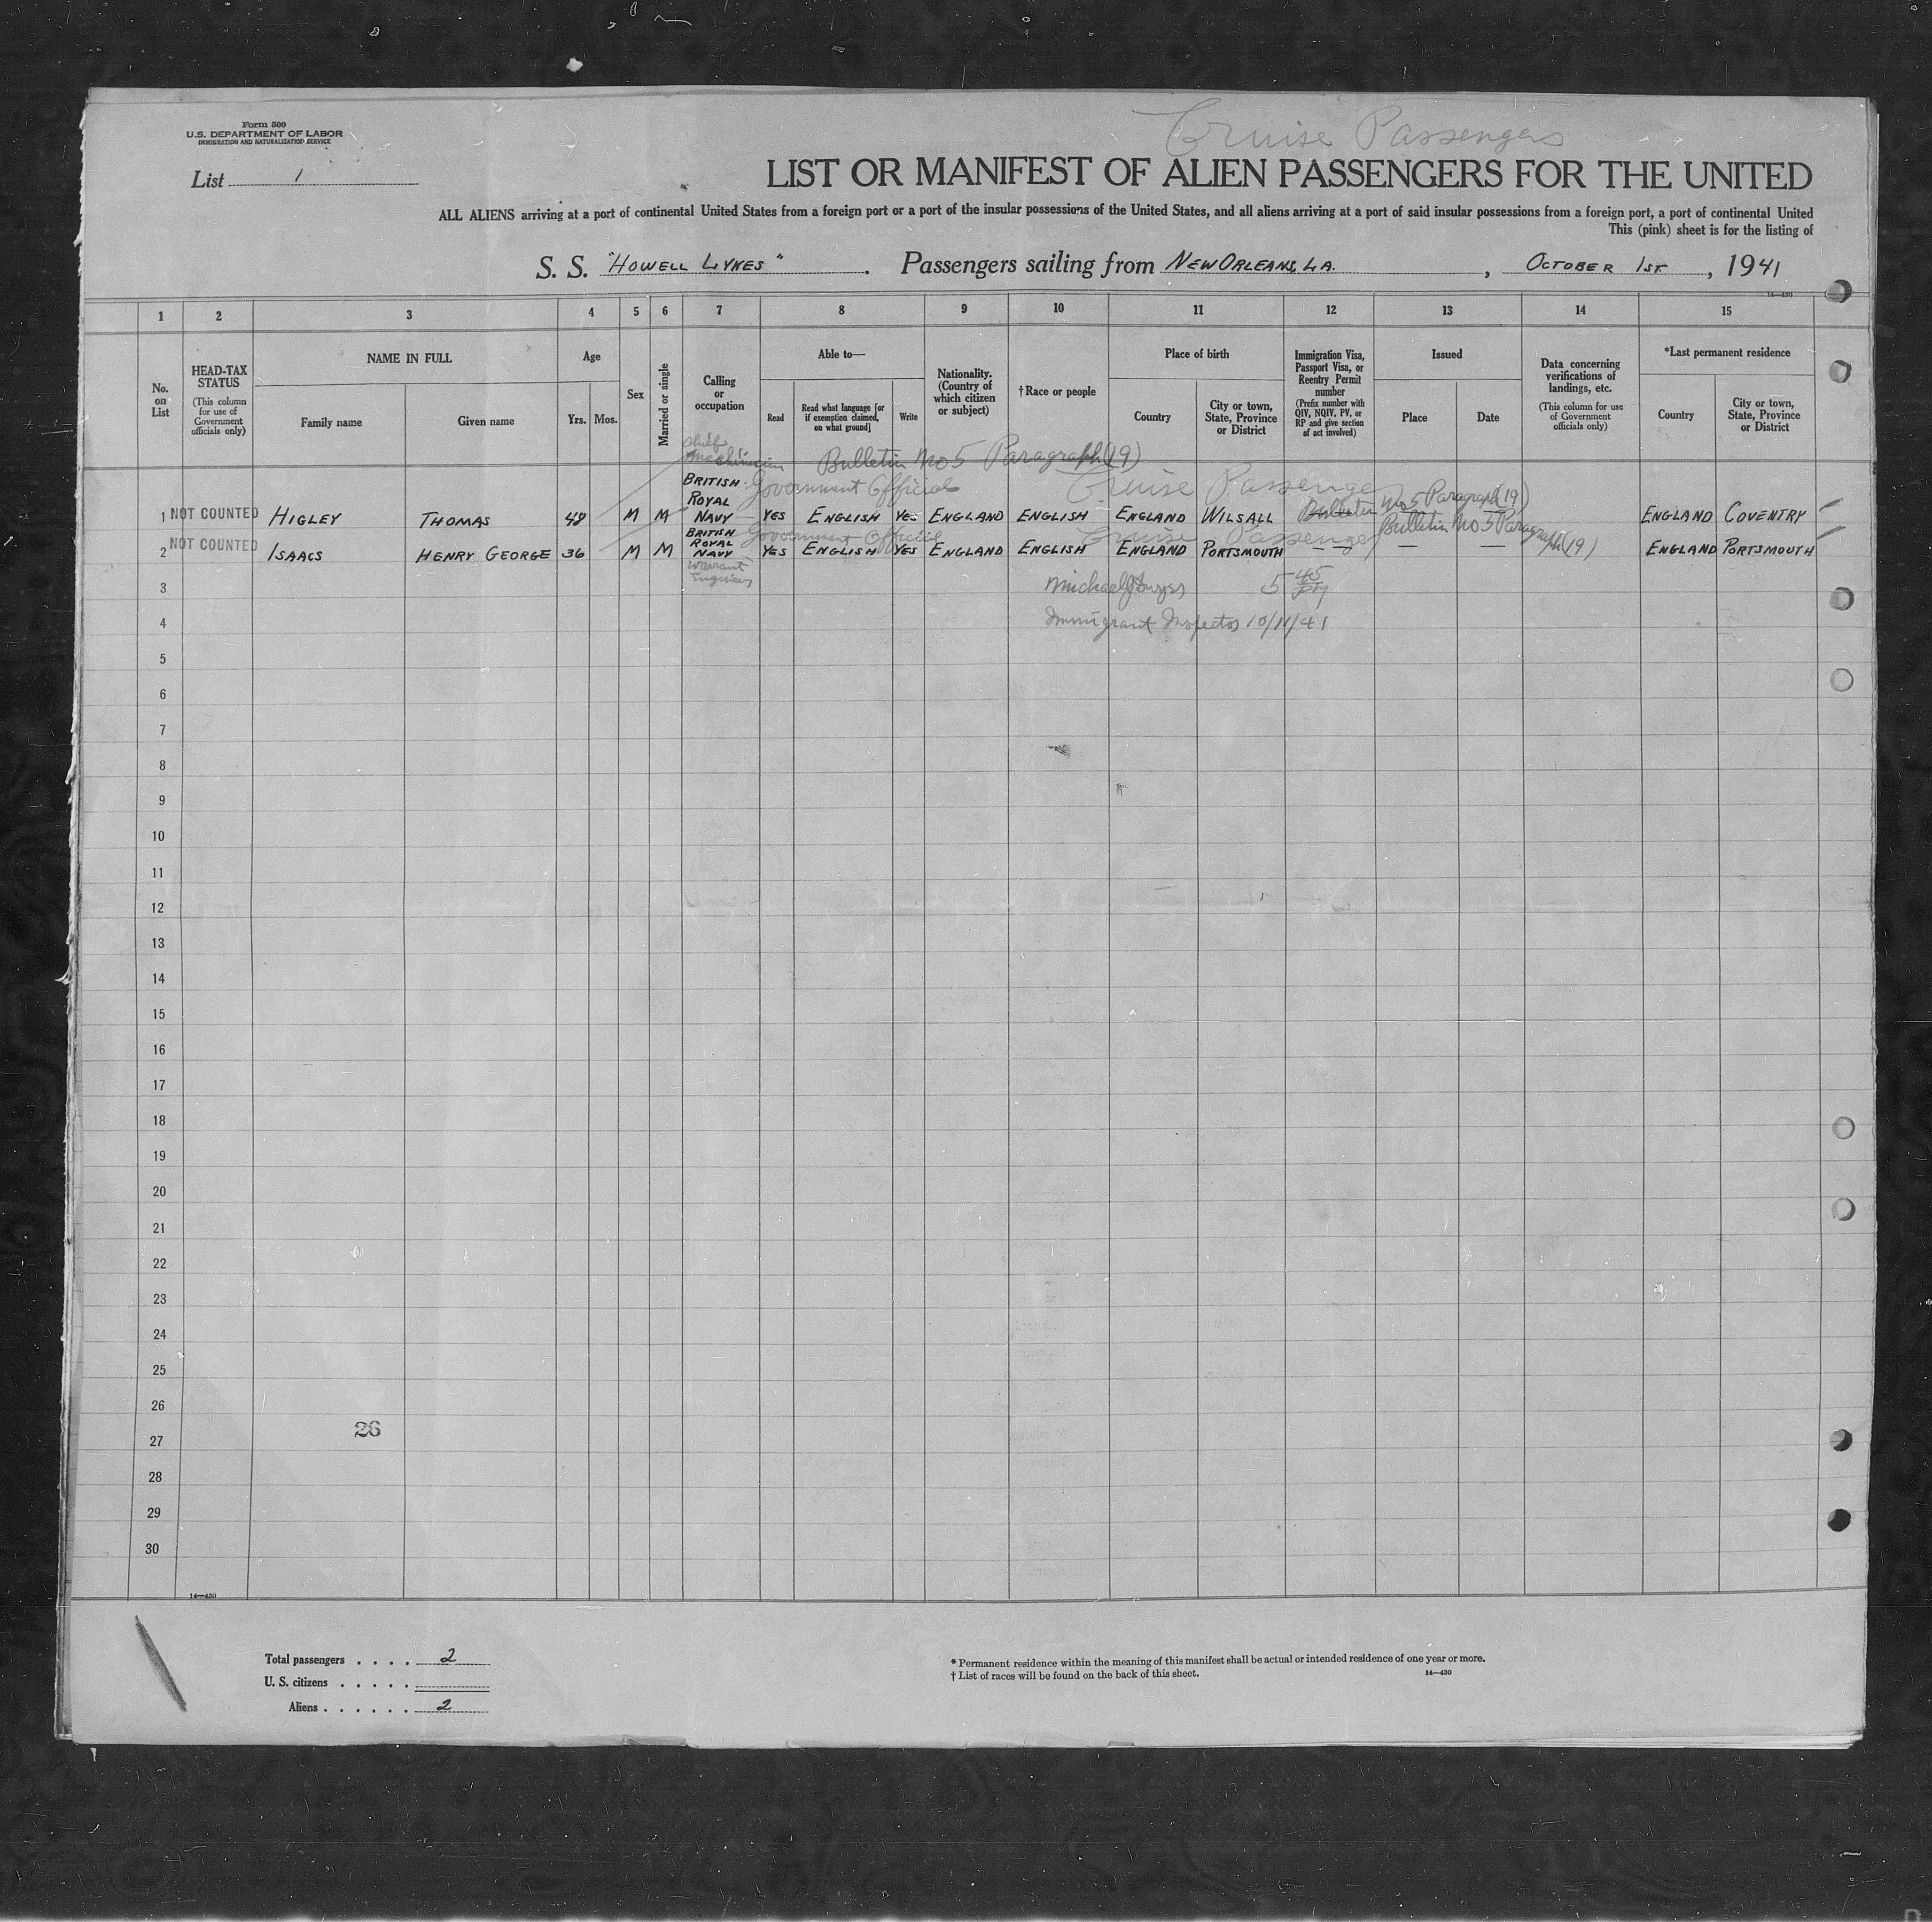 Form 500
U.S. DEPARTMENT OF LABOR
IMMIGRATION AND NATURALIZATION SERVICE
List 1
Cruise Passengers
LIST OR MANIFEST OF ALIEN PASSENGERS FOR THE UNITED
ALL ALIENS arriving at a port of continental United States from a foreign port or a port of the insular possessions of the United States, and all aliens arriving at a port of said insular possessions from a foreign port, a port of continental United
This (pink) sheet is for the listing of
S. S. "HOWELL LYKES". Passengers sailing from NEW ORLEANS, LA., OCTOBER 1ST, 1941
14—430
1 2 3 4 5 6 7 8 9 10 11 12 13 14 15
No. on List
HEAD-TAX STATUS
(This column for use of Government officials only)
NAME IN FULL
Family name
Given name
Age
Yrs. Mos.
Sex
Married or single
Calling or occupation
Able to—
Read
Read what language [or if exemption claimed, on what ground]
Write
Nationality. (Country of which citizen or subject)
† Race or people
Place of birth
Country
City or town, State, Province or District
Immigration Visa, Passport Visa, or Reentry Permit number
(Prefix number with QIV, NQIV, PV, or RP and give section of act involved)
Issued
Place
Date
Data concerning verifications of landings, etc.
(This column for use of Government officials only)
*Last permanent residence
Country
City or town, State, Province or District
Chief
Bulletin No 5 Paragraph (19)
Government Official
Cruise Passenger
Bulletin No 5 Paragraph (19)
1 NOT COUNTED HIGLEY THOMAS 48 M M BRITISH ROYAL NAVY YES ENGLISH YES ENGLAND ENGLISH ENGLAND WILSALL ENGLAND COVENTRY
Government Official
Cruise Passenger
Bulletin No 5 Paragraph (19)
2 NOT COUNTED ISAACS HENRY GEORGE 36 M M BRITISH ROYAL NAVY YES ENGLISH YES ENGLAND ENGLISH ENGLAND PORTSMOUTH — — — — ENGLAND PORTSMOUTH
Warrant Engineer
3 Michael 5 45
4 Immigrant Inspector 10/11/41
5
6
7
8
9
10
11
12
13
14
15
16
17
18
19
20
21
22
23
24
25
26
26
27
28
29
30
14—430
Total passengers . . . . 2
U. S. citizens . . . . .
Aliens . . . . . . 2
* Permanent residence within the meaning of this manifest shall be actual or intended residence of one year or more.
† List of races will be found on the back of this sheet.
14—430